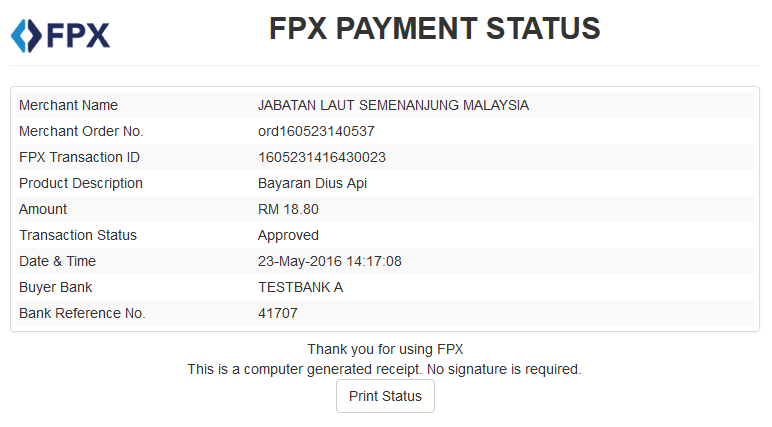 FPX
FPX PAYMENT STATUS
Merchant Name JABATAN LAUT SEMENANJUNG MALAYSIA
Merchant Order No. ord160523140537
FPX Transaction ID 1605231416430023
Product Description Bayaran Dius Api
Amount RM 18.80
Transaction Status Approved
Date & Time 23-May-2016 14:17:08
Buyer Bank TESTBANK A
Bank Reference No. 41707
Thank you for using FPX
This is a computer generated receipt. No signature is required.
Print Status